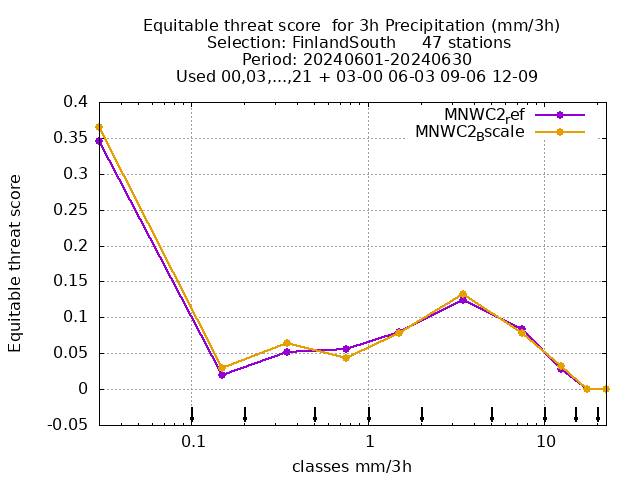 Equitable threat score  for 3h Precipitation (mm/3h)
Selection: FinlandSouth     47 stations
Period: 20240601-20240630
Used 00,03,...,21 + 03-00 06-03 09-06 12-09
MNWC2ref
MNWC2Bscale
Equitable threat score
0.4
0.35
0.3
0.25
0.2
0.15
0.1
0.05
0
-0.05
0.1 1 10
classes mm/3h